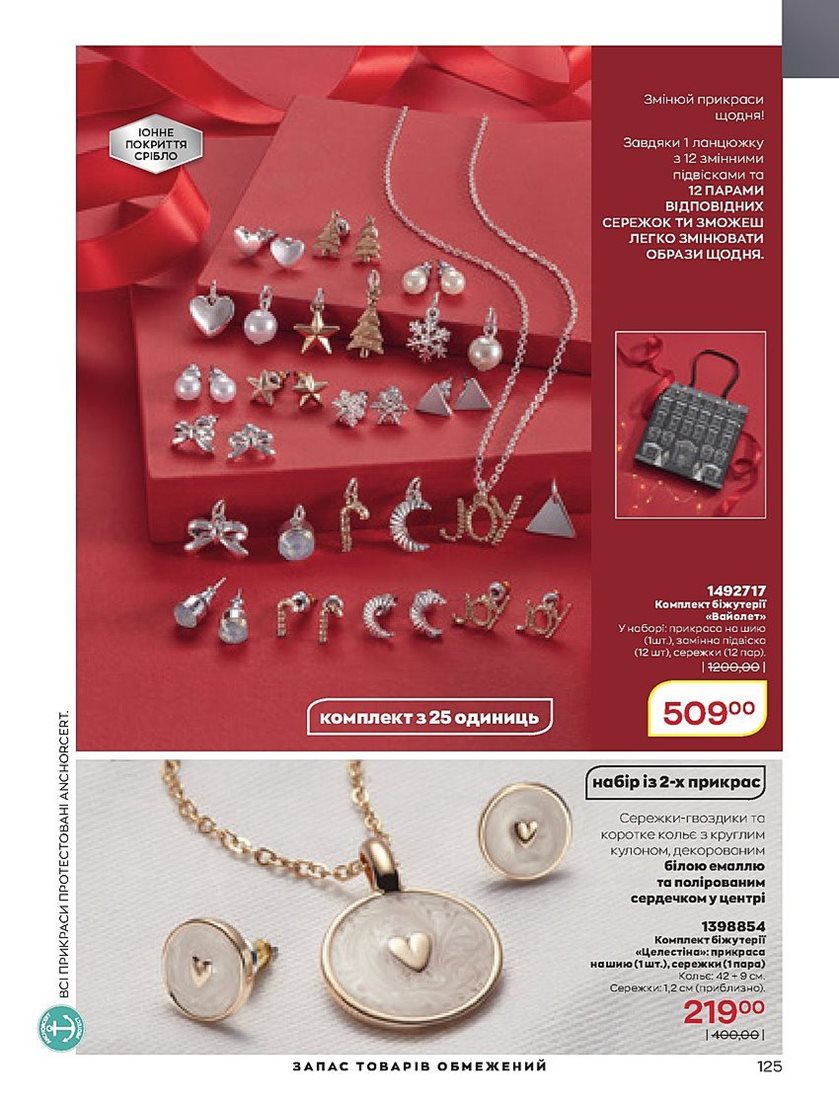 ІОННЕ
ПОКРИТТЯ
СРІБЛО
Змінюй прикраси
щодня!
Завдяки 1 ланцюжку
з 12 змінними
підвісками та
12 ПАРАМИ
ВІДПОВІДНИХ
СЕРЕЖОК ТИ ЗМОЖЕШ
ЛЕГКО ЗМІНЮВАТИ
ОБРАЗИ ЩОДНЯ.
JOY
JOY
JOY
1492717
Комплект біжутерії
«Вайолет»
У наборі: прикраса на шию
(1шт.), замінна підвіска
(12 шт), сережки (12 пар).
| 1200,00 |
509⁰⁰
комплект з 25 одиниць
набір із 2-х прикрас
Сережки-гвоздики та
коротке кольє з круглим
кулоном, декорованим
білою емаллю
та полірованим
сердечком у центрі
1398854
Комплект біжутерії
«Целестіна»: прикраса
на шию (1 шт.), сережки (1 пара)
Кольє: 42 + 9 см.
Сережки: 1,2 см (приблизно).
219⁰⁰
| 400,00 |
ВСІ ПРИКРАСИ ПРОТЕСТОВАНІ ANCHORCERT.
ANCHORCERT
ЗАПАС ТОВАРІВ ОБМЕЖЕНИЙ
125